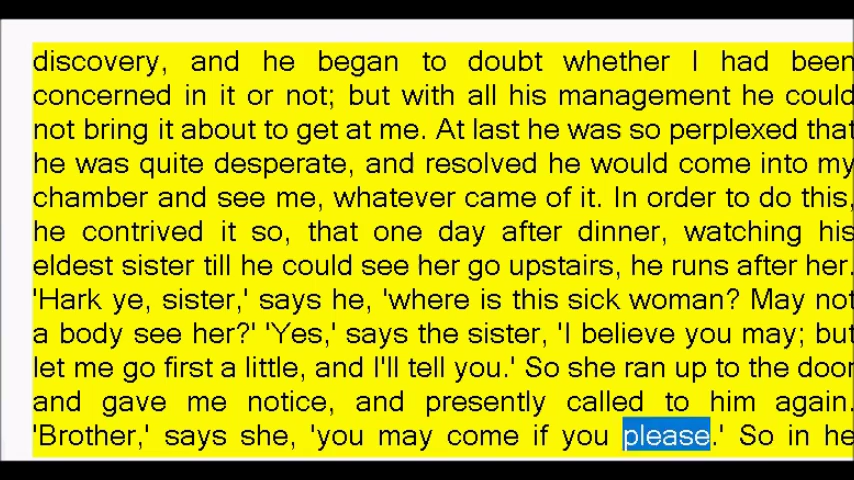 discovery, and he began to doubt whether I had been
concerned in it or not; but with all his management he could
not bring it about to get at me. At last he was so perplexed that
he was quite desperate, and resolved he would come into my
chamber and see me, whatever came of it. In order to do this,
he contrived it so, that one day after dinner, watching his
eldest sister till he could see her go upstairs, he runs after her.
'Hark ye, sister,' says he, 'where is this sick woman? May not
a body see her?' 'Yes,' says the sister, 'I believe you may; but
let me go first a little, and I'll tell you.' So she ran up to the door
and gave me notice, and presently called to him again.
'Brother,' says she, 'you may come if you please.' So in he